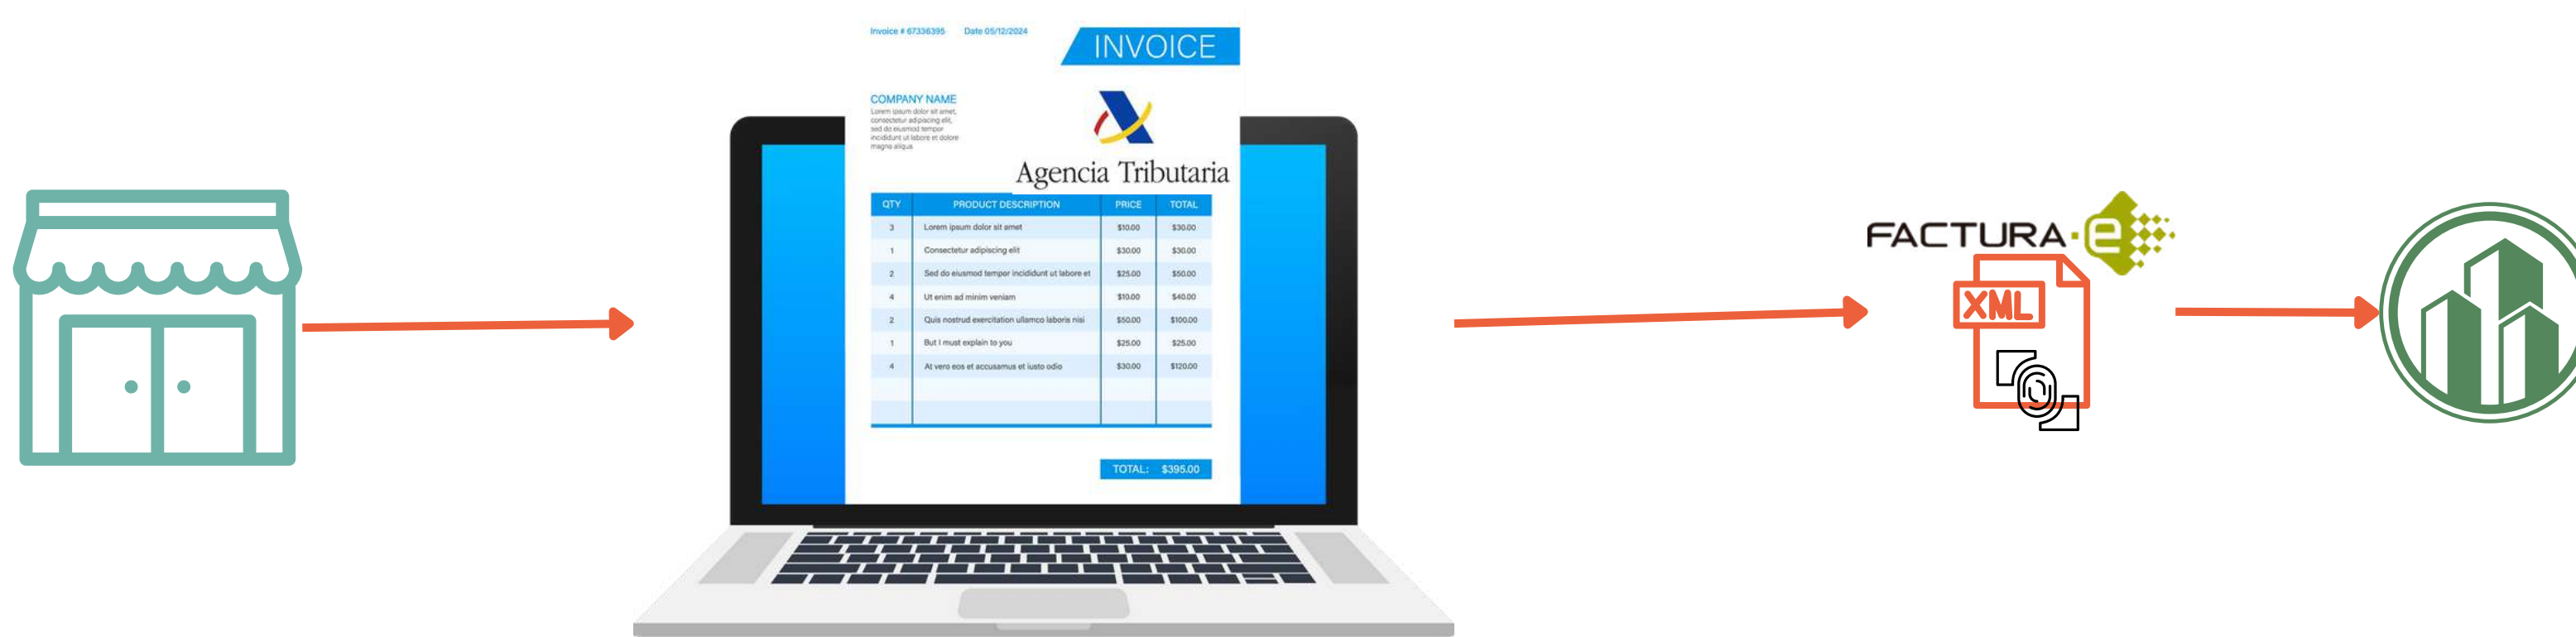 Invoice # 67336395 Date 05/12/2024
INVOICE
COMPANY NAME
Lorem ipsum dolor sit amet,
consectetur adipiscing elit,
sed do eiusmod tempor
incididunt ut labore et dolore
magna aliqua
Agencia Tributaria
QTY PRODUCT DESCRIPTION PRICE TOTAL
3 Lorem ipsum dolor sit amet $10.00 $30.00
1 Consectetur adipiscing elit $30.00 $30.00
2 Sed do eiusmod tempor incididunt ut labore et $25.00 $50.00
4 Ut enim ad minim veniam $10.00 $40.00
2 Quis nostrud exercitation ullamco laboris nisi $50.00 $100.00
1 But I must explain to you $25.00 $25.00
4 At vero eos et accusamus et iusto odio $30.00 $120.00
TOTAL: $395.00
FACTURA·e
XML